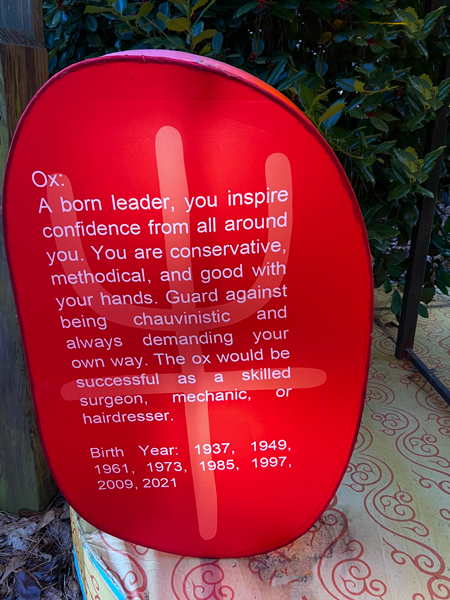 Ox:
A born leader, you inspire
confidence from all around
you. You are conservative,
methodical, and good with
your hands. Guard against
being chauvinistic and
always demanding your
own way. The ox would be
successful as a skilled
surgeon, mechanic, or
hairdresser.
Birth Year: 1937, 1949,
1961, 1973, 1985, 1997,
2009, 2021